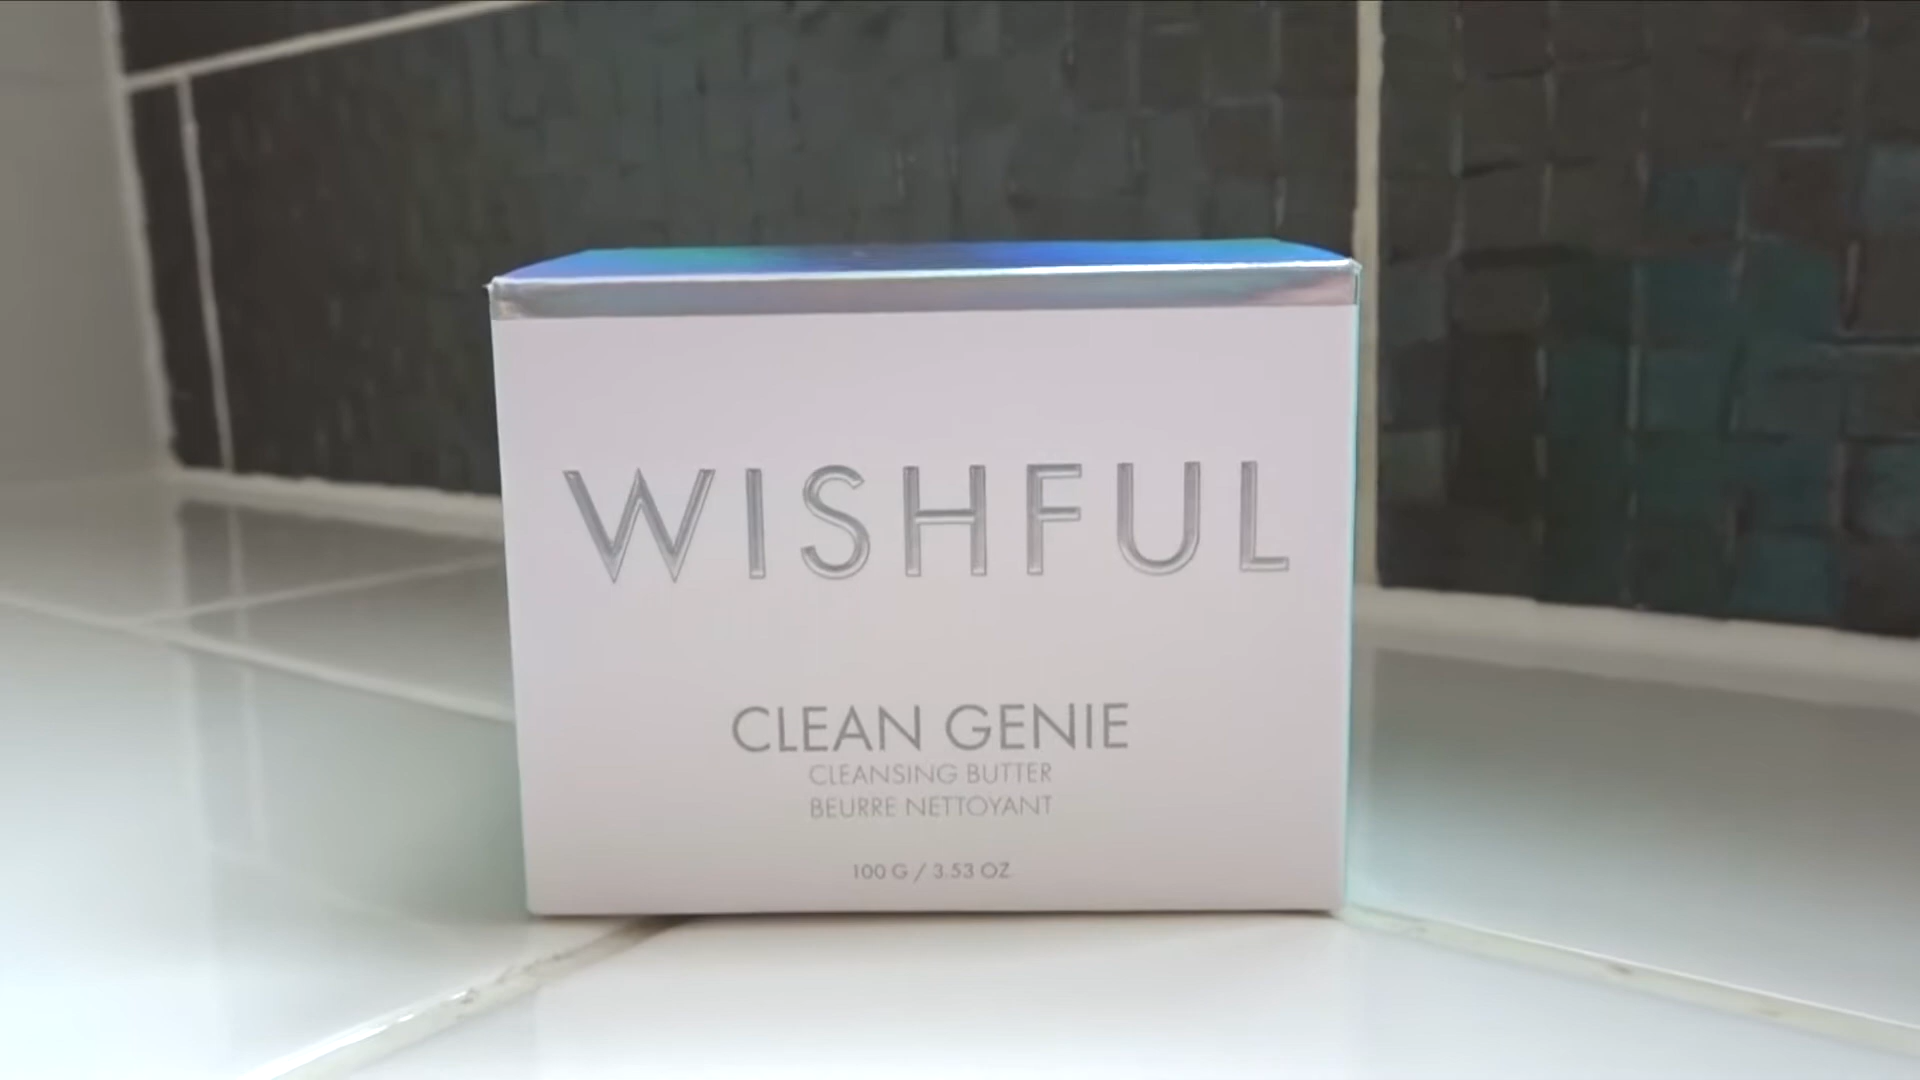 WISHFUL
CLEAN GENIE
CLEANSING BUTTER
BEURRE NETTOYANT
100 G / 3.53 OZ